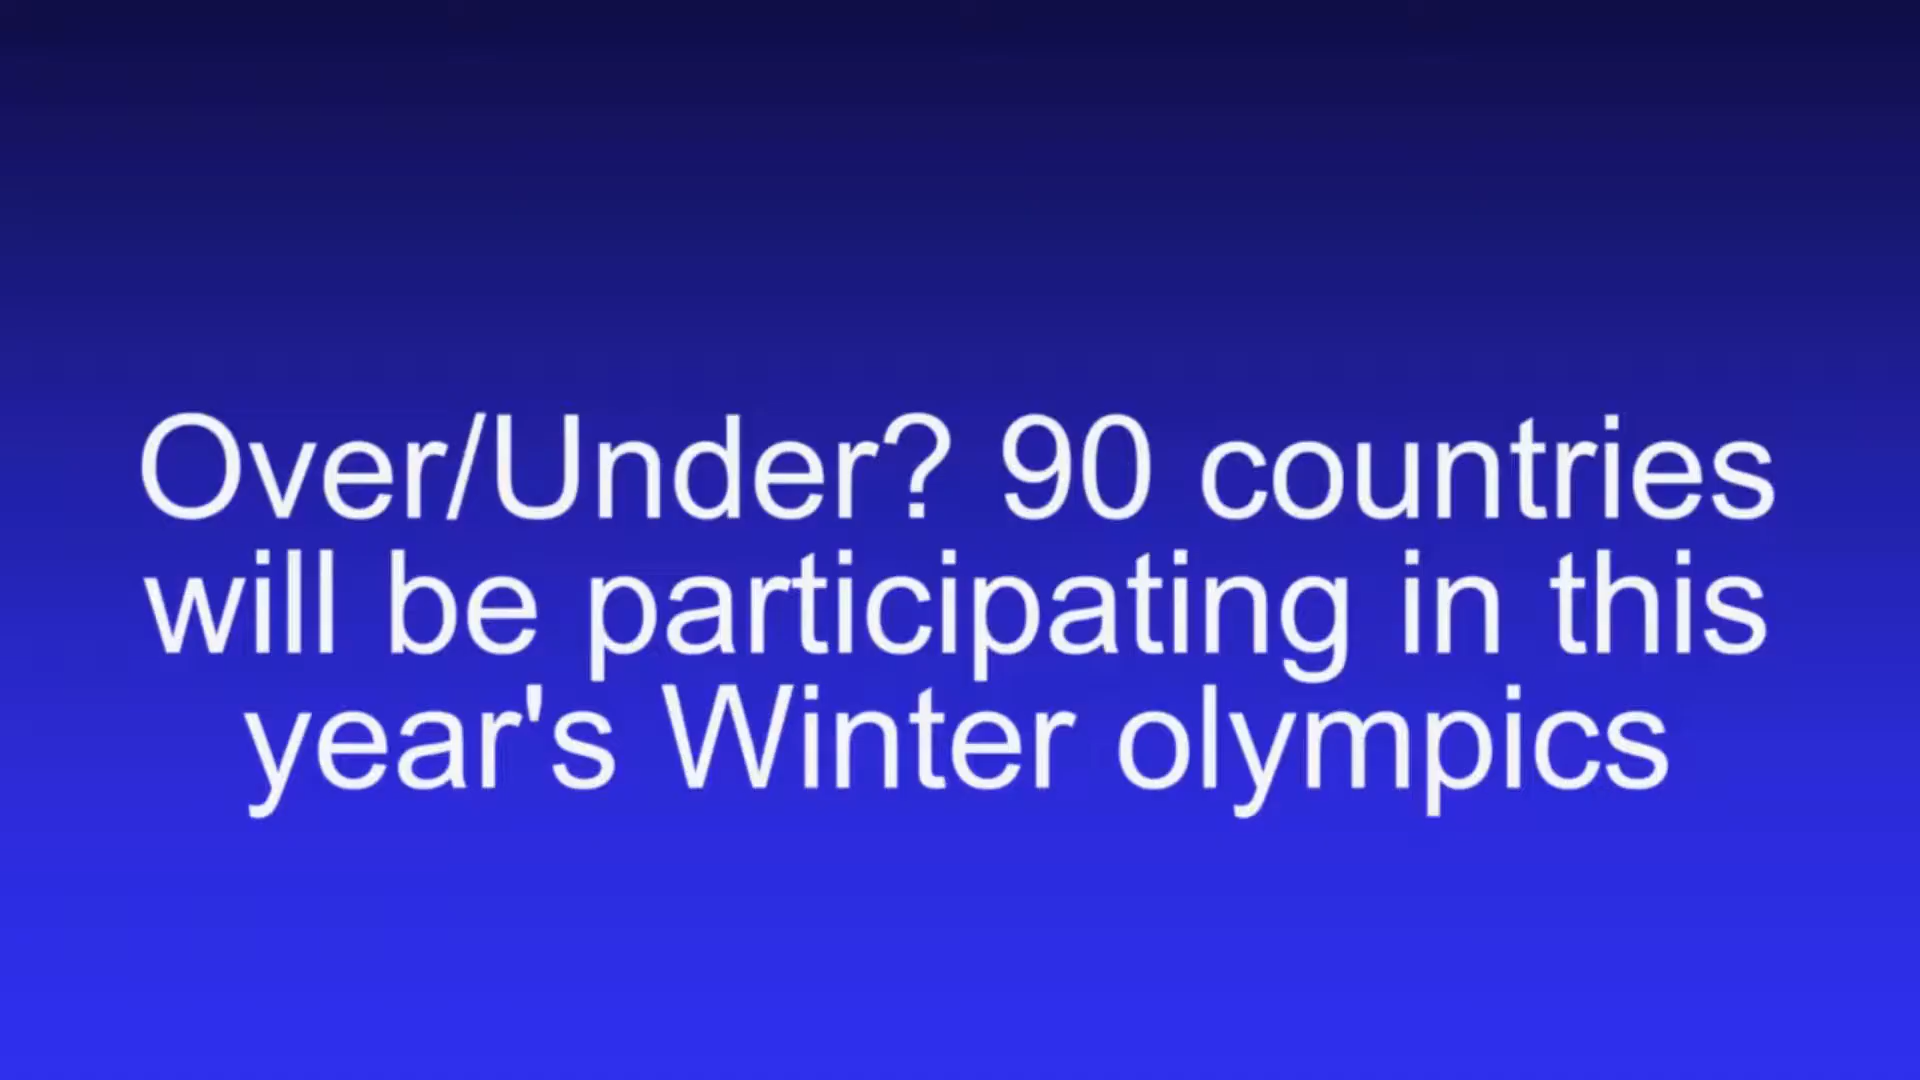 Over/Under? 90 countries
will be participating in this
year's Winter olympics